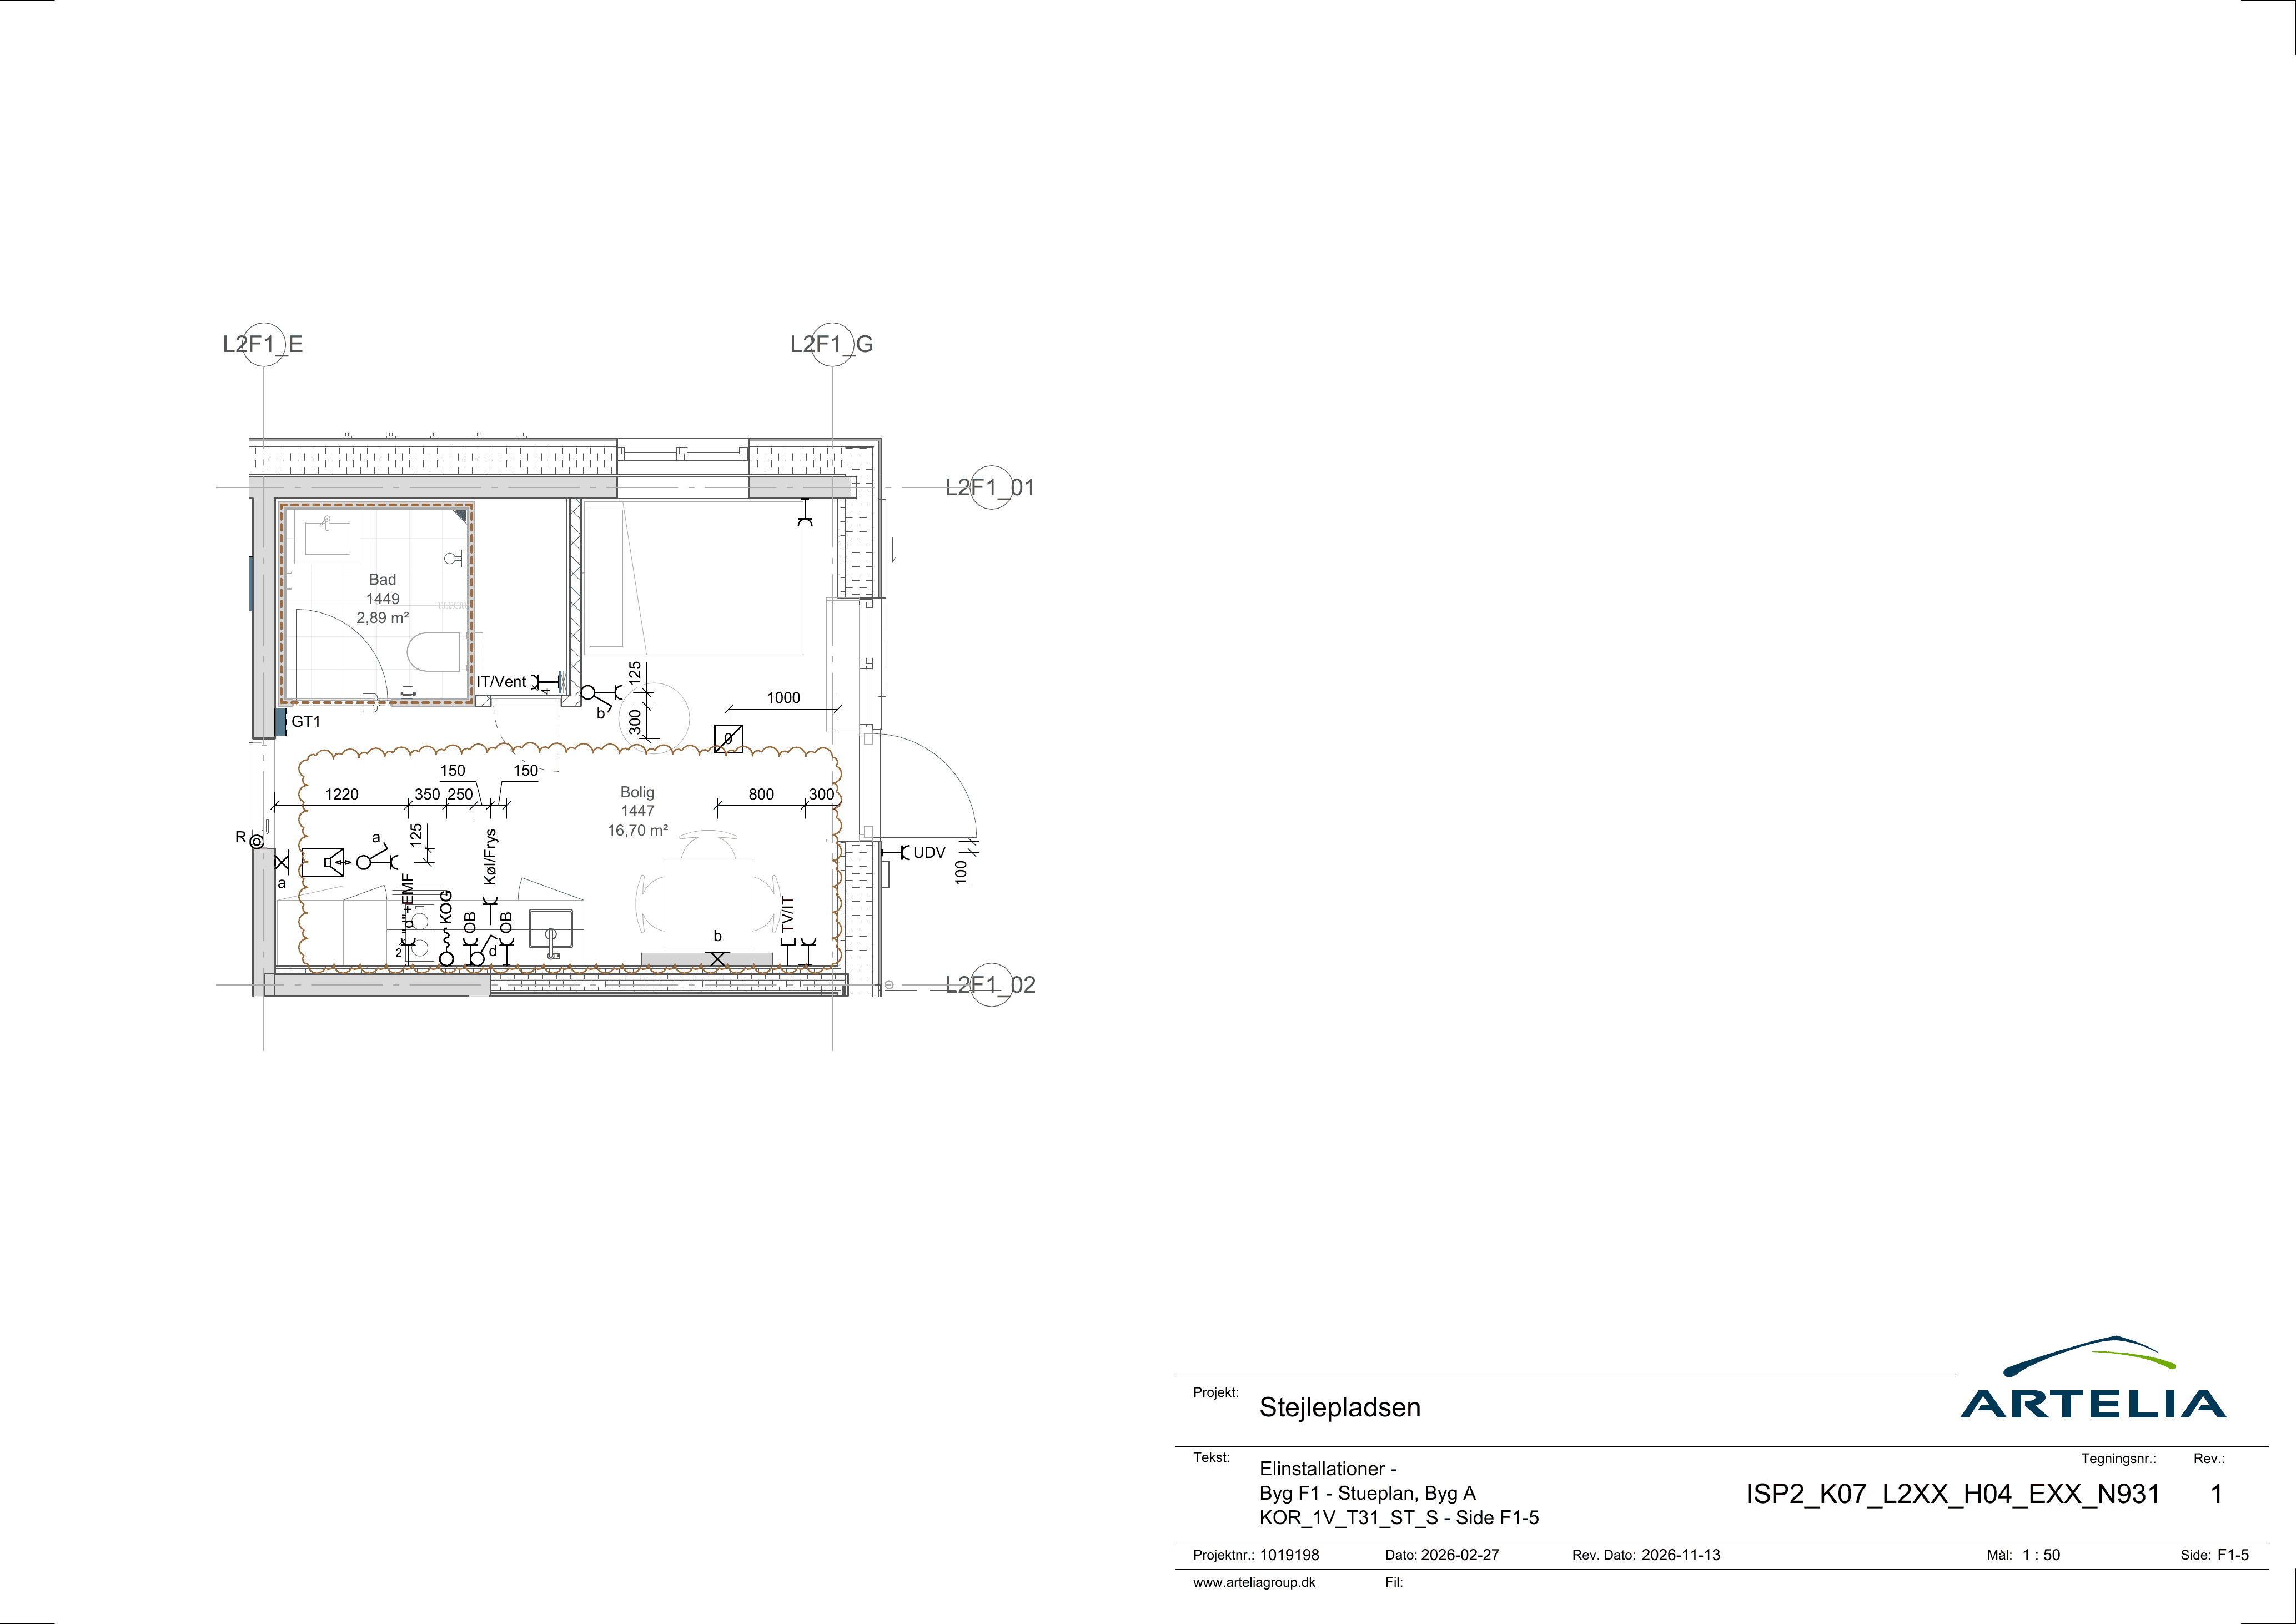 L2F1_E
L2F1_G
L2F1_01
Bad
1449
2,89 m²
IT/Vent
4
b
125
300
1000
0
GT1
150
150
1220
350
250
800
300
Bolig
1447
16,70 m²
R
a
a
125
Køl/Frys
UDV
100
"d"+EMF
KOG
OB
OB
2
d
b
TV/IT
L2F1_02
Projekt:
Stejlepladsen
ARTELIA
Tekst:
Elinstallationer -
Byg F1 - Stueplan, Byg A
KOR_1V_T31_ST_S - Side F1-5
Tegningsnr.:
Rev.:
ISP2_K07_L2XX_H04_EXX_N931
1
Projektnr.: 1019198
Dato: 2026-02-27
Rev. Dato: 2026-11-13
Mål: 1 : 50
Side: F1-5
www.arteliagroup.dk
Fil: